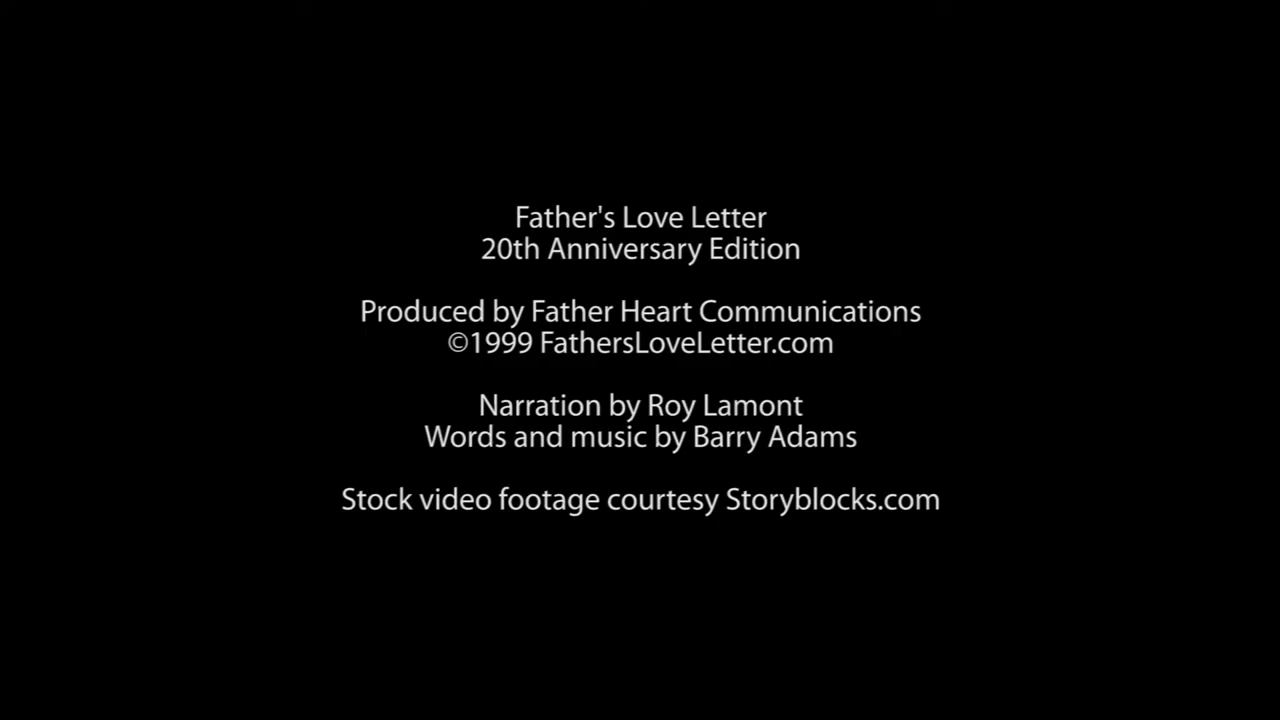 Father's Love Letter
20th Anniversary Edition
Produced by Father Heart Communications
©1999 FathersLoveLetter.com
Narration by Roy Lamont
Words and music by Barry Adams
Stock video footage courtesy Storyblocks.com